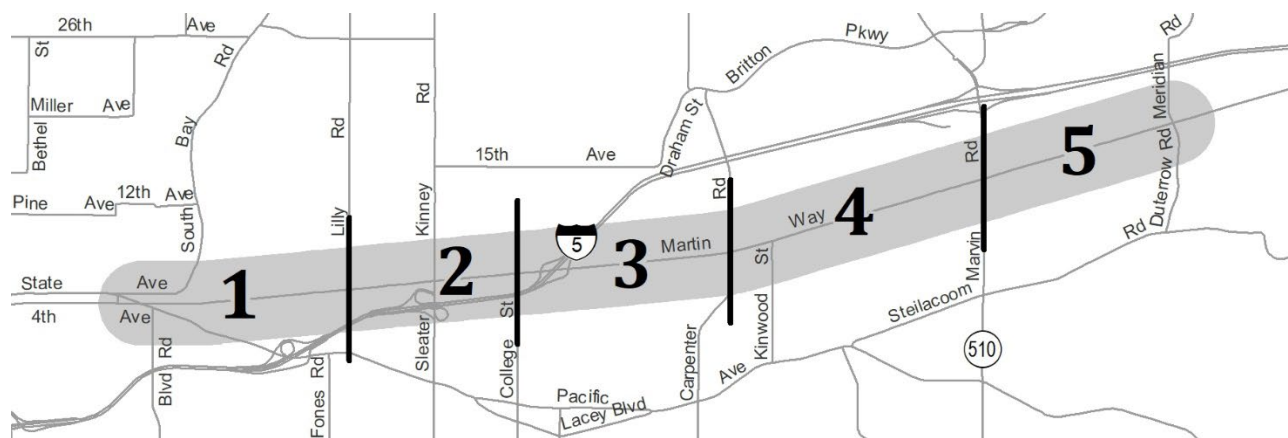 26th Ave
St
Bethel
Miller Ave
Pine Ave
12th Ave
South Bay Rd
State Ave
4th Ave
Blvd Rd
Fones Rd
Lilly Rd
Sleater Kinney Rd
College St
15th Ave
Draham St
Britton Pkwy
5
Martin Way
Carpenter Rd
Kinwood St
Pacific Ave
Lacey Blvd
Steilacoom Rd
Marvin Rd
510
Duterrow Rd
Meridian Rd
1
2
3
4
5